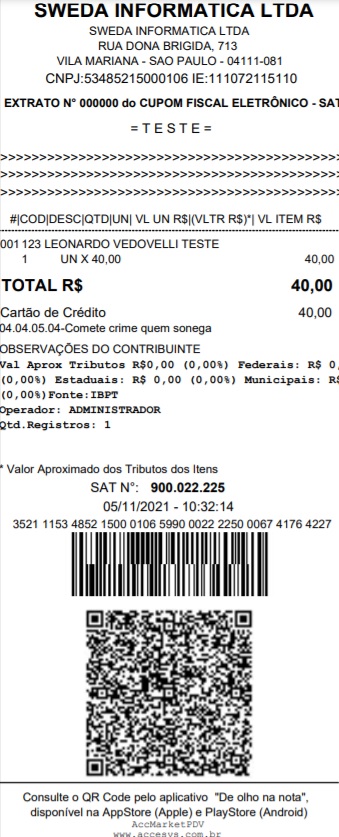 SWEDA INFORMATICA LTDA
SWEDA INFORMATICA LTDA
RUA DONA BRIGIDA, 713
VILA MARIANA - SAO PAULO - 04111-081
CNPJ:53485215000106 IE:111072115110
EXTRATO N° 000000 do CUPOM FISCAL ELETRÔNICO - SAT
= T E S T E =
>>>>>>>>>>>>>>>>>>>>>>>>>>>>>>>>>>>>>>>>>>>
>>>>>>>>>>>>>>>>>>>>>>>>>>>>>>>>>>>>>>>>>>>
>>>>>>>>>>>>>>>>>>>>>>>>>>>>>>>>>>>>>>>>>>>
#|COD|DESC|QTD|UN| VL UN R$|(VLTR R$)*| VL ITEM R$
001 123 LEONARDO VEDOVELLI TESTE
1 UN X 40,00 40,00
TOTAL R$ 40,00
Cartão de Crédito 40,00
04.04.05.04-Comete crime quem sonega
OBSERVAÇÕES DO CONTRIBUINTE
Val Aprox Tributos R$0,00 (0,00%) Federais: R$ 0,
(0,00%) Estaduais: R$ 0,00 (0,00%) Municipais: R$
(0,00%)Fonte:IBPT
Operador: ADMINISTRADOR
Qtd.Registros: 1
* Valor Aproximado dos Tributos dos Itens
SAT N°: 900.022.225
05/11/2021 - 10:32:14
3521 1153 4852 1500 0106 5990 0022 2250 0067 4176 4227
Consulte o QR Code pelo aplicativo "De olho na nota",
disponível na AppStore (Apple) e PlayStore (Android)
AccMarketPDV
www.accesys.com.br